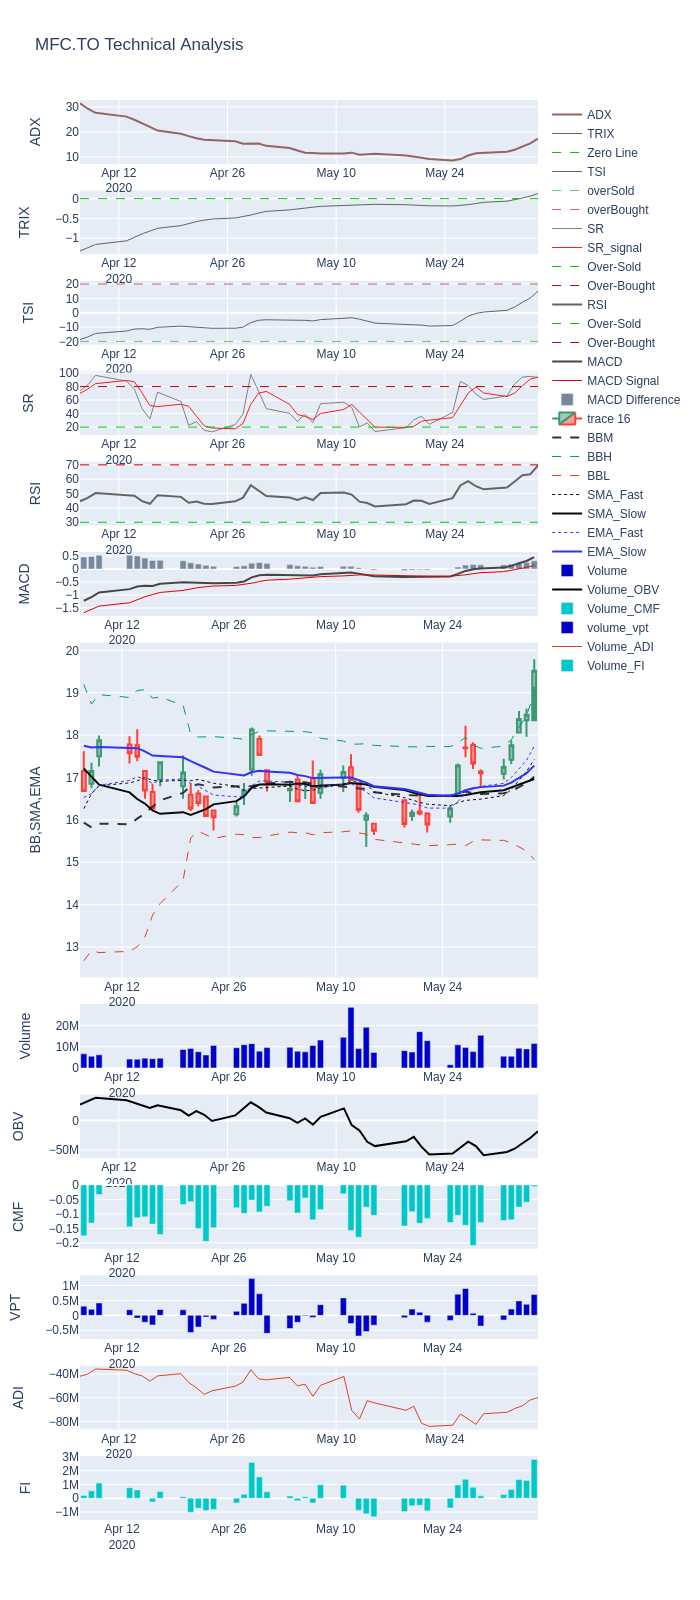 MFC.TO Technical Analysis
ADX
30
20
10
Apr 12
2020
Apr 26
May 10
May 24
TRIX
0
−0.5
−1
Apr 12
2020
Apr 26
May 10
May 24
TSI
20
10
0
−10
−20
Apr 12
2020
Apr 26
May 10
May 24
SR
100
80
60
40
20
Apr 12
2020
Apr 26
May 10
May 24
RSI
70
60
50
40
30
Apr 12
2020
Apr 26
May 10
May 24
MACD
0.5
0
−0.5
−1
−1.5
Apr 12
2020
Apr 26
May 10
May 24
BB,SMA,EMA
20
19
18
17
16
15
14
13
Apr 12
2020
Apr 26
May 10
May 24
Volume
20M
10M
0
Apr 12
2020
Apr 26
May 10
May 24
OBV
0
−50M
Apr 12
2020
Apr 26
May 10
May 24
CMF
0
−0.05
−0.1
−0.15
−0.2
Apr 12
2020
Apr 26
May 10
May 24
VPT
1M
0.5M
0
−0.5M
Apr 12
2020
Apr 26
May 10
May 24
ADI
−40M
−60M
−80M
Apr 12
2020
Apr 26
May 10
May 24
FI
3M
2M
1M
0
−1M
Apr 12
2020
Apr 26
May 10
May 24
ADX
TRIX
Zero Line
TSI
overSold
overBought
SR
SR_signal
Over-Sold
Over-Bought
RSI
Over-Sold
Over-Bought
MACD
MACD Signal
MACD Difference
trace 16
BBM
BBH
BBL
SMA_Fast
SMA_Slow
EMA_Fast
EMA_Slow
Volume
Volume_OBV
Volume_CMF
volume_vpt
Volume_ADI
Volume_FI